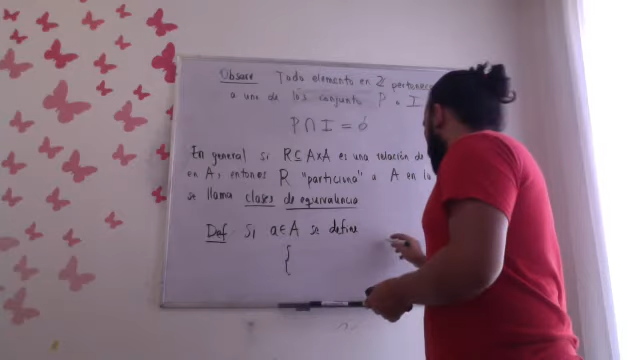 Observe Todo elemento en ℤ pertenece
a uno de los conjunto P o I
P ∩ I = ∅
En general si R ⊆ A×A es una relación de
en A, entonces R "particiona" a A en lo
se llama clases de equivalencia
Def. Si a ∈ A se define
{